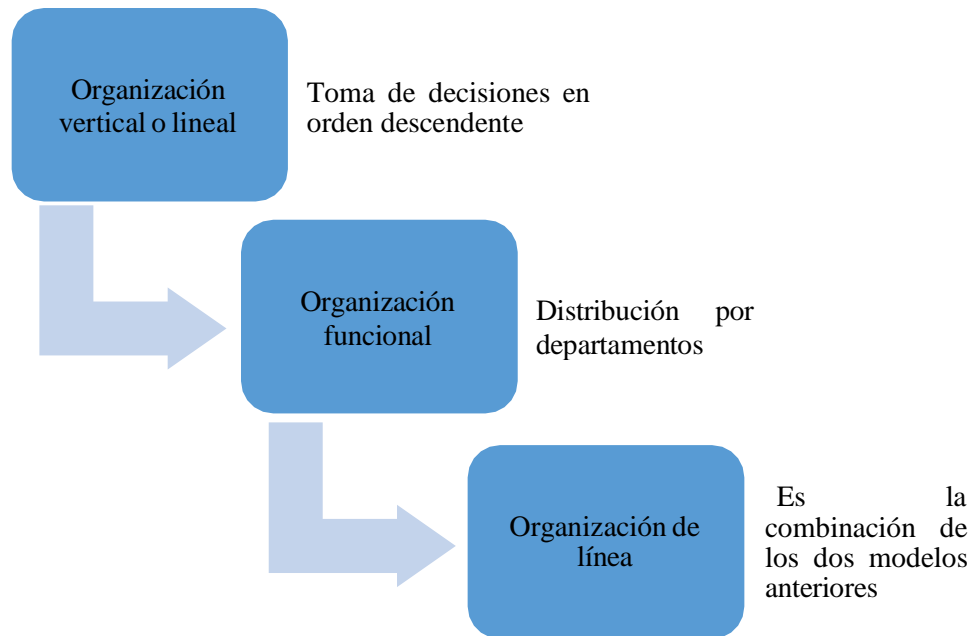 Organización
vertical o lineal
Toma de decisiones en
orden descendente
Organización
funcional
Distribución por
departamentos
Organización de
línea
Es la
combinación de
los dos modelos
anteriores